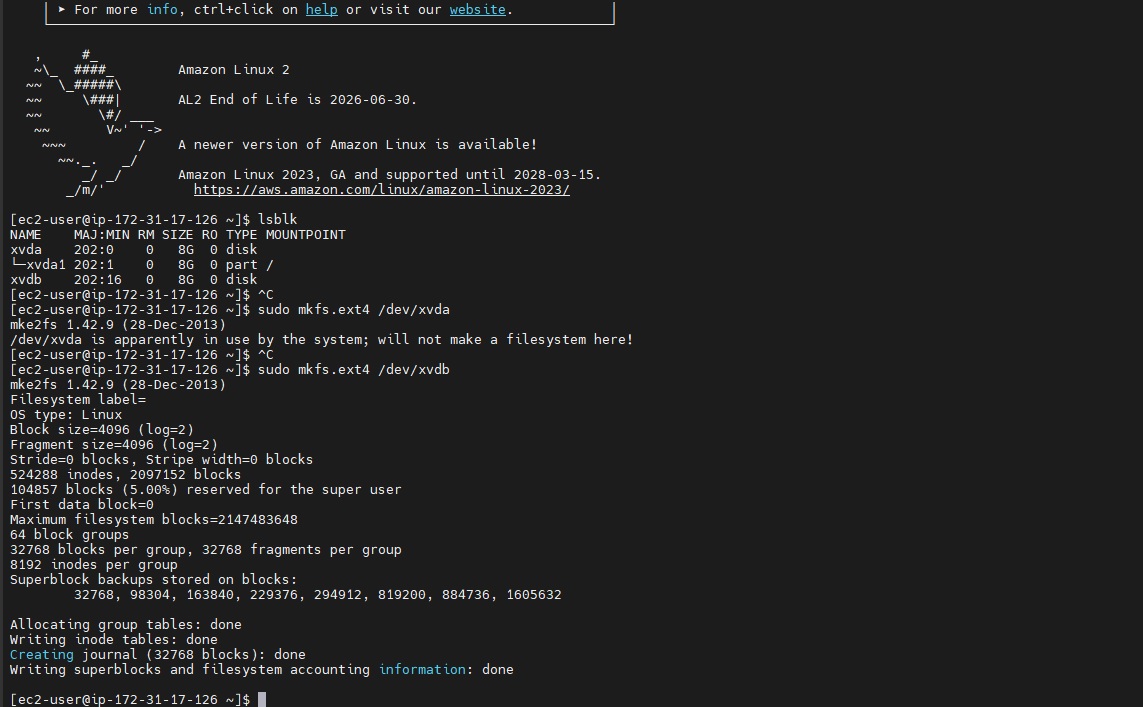 ➤ For more info, ctrl+click on help or visit our website.
   ,     #_
   ~\_  ####_        Amazon Linux 2
  ~~  \_#####\
  ~~     \###|       AL2 End of Life is 2026-06-30.
  ~~       \#/ ___
   ~~       V~' '->
    ~~~         /    A newer version of Amazon Linux is available!
      ~~._.   _/
         _/ _/       Amazon Linux 2023, GA and supported until 2028-03-15.
       _/m/'           https://aws.amazon.com/linux/amazon-linux-2023/
[ec2-user@ip-172-31-17-126 ~]$ lsblk
NAME    MAJ:MIN RM SIZE RO TYPE MOUNTPOINT
xvda    202:0    0   8G  0 disk
└─xvda1 202:1    0   8G  0 part /
xvdb    202:16   0   8G  0 disk
[ec2-user@ip-172-31-17-126 ~]$ ^C
[ec2-user@ip-172-31-17-126 ~]$ sudo mkfs.ext4 /dev/xvda
mke2fs 1.42.9 (28-Dec-2013)
/dev/xvda is apparently in use by the system; will not make a filesystem here!
[ec2-user@ip-172-31-17-126 ~]$ ^C
[ec2-user@ip-172-31-17-126 ~]$ sudo mkfs.ext4 /dev/xvdb
mke2fs 1.42.9 (28-Dec-2013)
Filesystem label=
OS type: Linux
Block size=4096 (log=2)
Fragment size=4096 (log=2)
Stride=0 blocks, Stripe width=0 blocks
524288 inodes, 2097152 blocks
104857 blocks (5.00%) reserved for the super user
First data block=0
Maximum filesystem blocks=2147483648
64 block groups
32768 blocks per group, 32768 fragments per group
8192 inodes per group
Superblock backups stored on blocks:
        32768, 98304, 163840, 229376, 294912, 819200, 884736, 1605632
Allocating group tables: done
Writing inode tables: done
Creating journal (32768 blocks): done
Writing superblocks and filesystem accounting information: done
[ec2-user@ip-172-31-17-126 ~]$